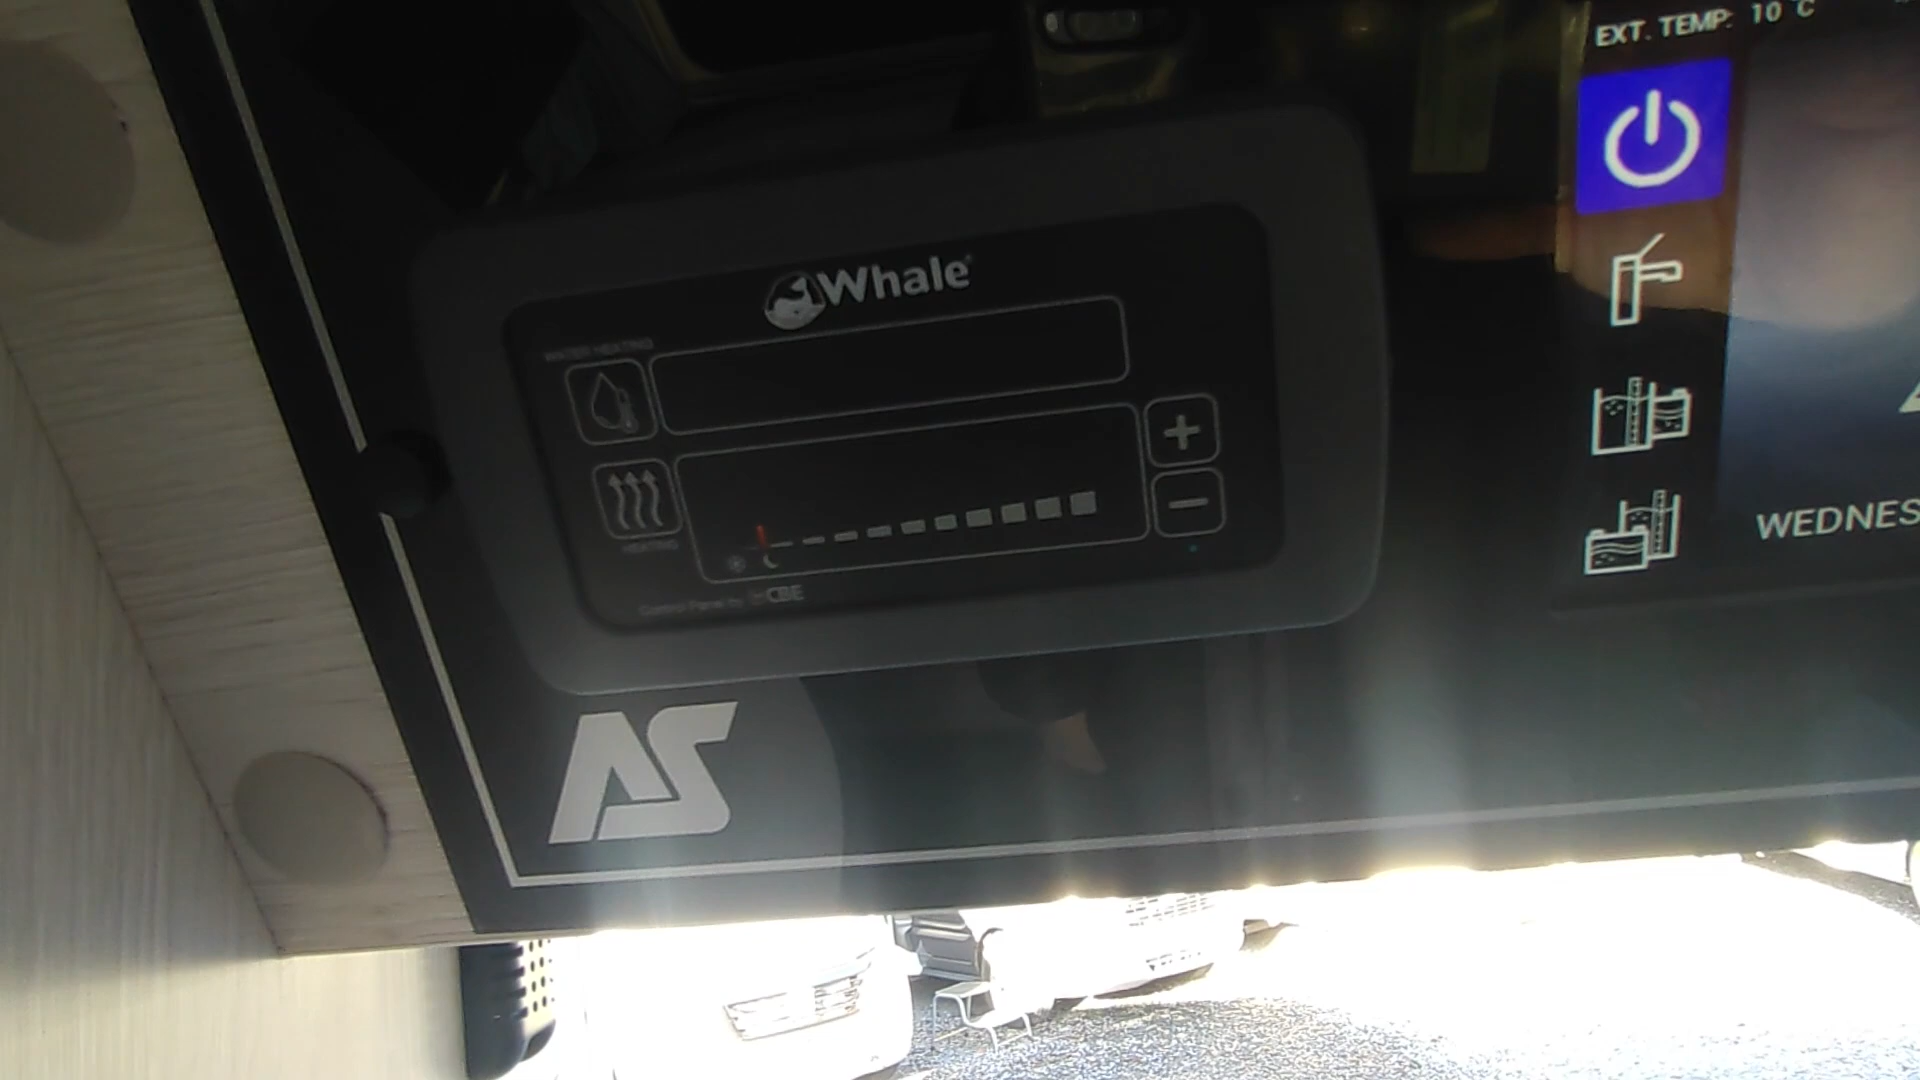 EXT. TEMP: 10°C
Whale
WATER HEATING
HEATING
Control Panel by CBE
WEDNES
AS